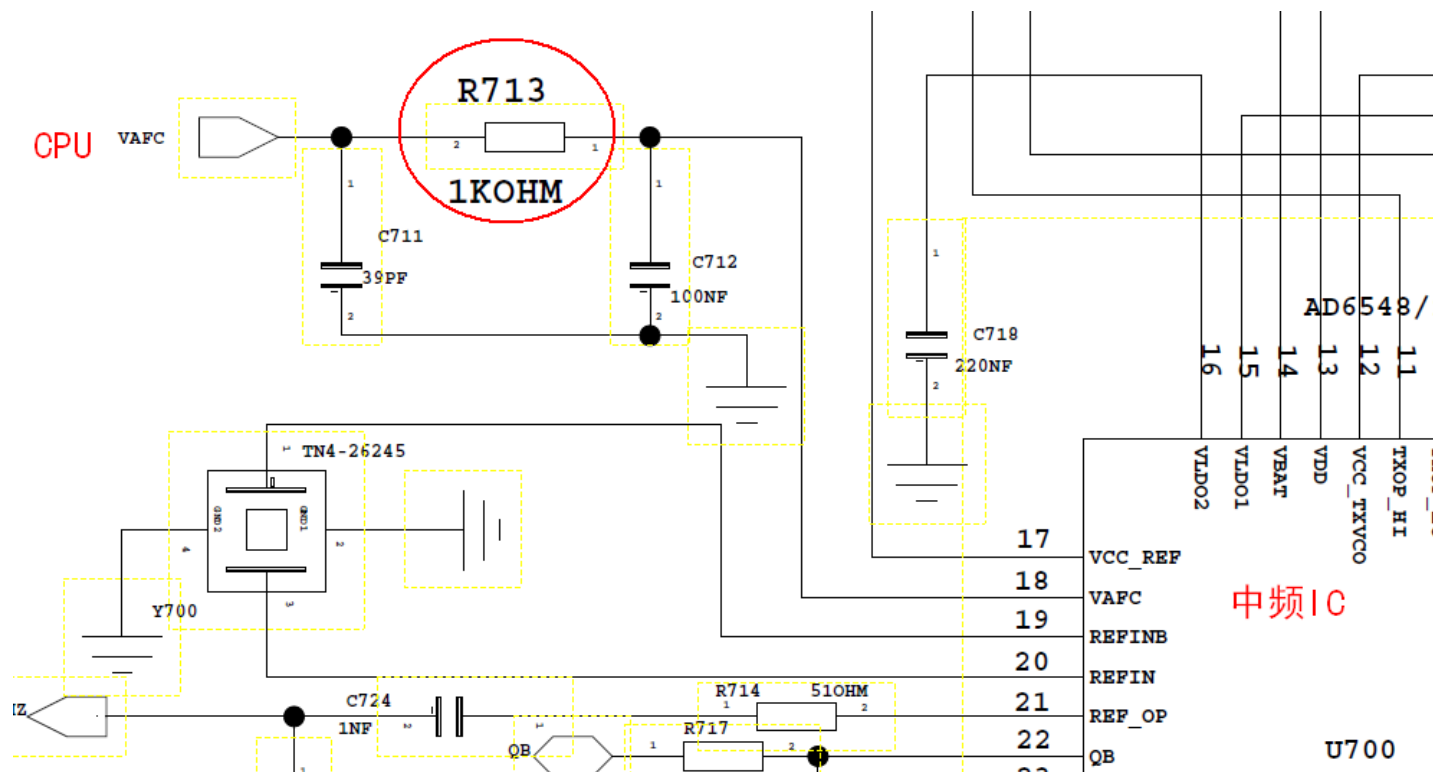 R713
CPU
VAFC
2
1
1KOHM
1
1
C711
39PF
2
C712
100NF
2
1
C718
220NF
2
AD6548/
16
15
14
13
12
11
VLDO2
VLDO1
VBAT
VDD
VCC_TXVCO
TXOP_HI
1
TN4-26245
GND2
GND1
4
2
3
Y700
17
VCC_REF
18
VAFC
中频IC
19
REFINB
20
REFIN
IZ
C724
1NF
2
1
R714
51OHM
1
2
21
REF_OP
R717
QB
1
2
22
QB
U700